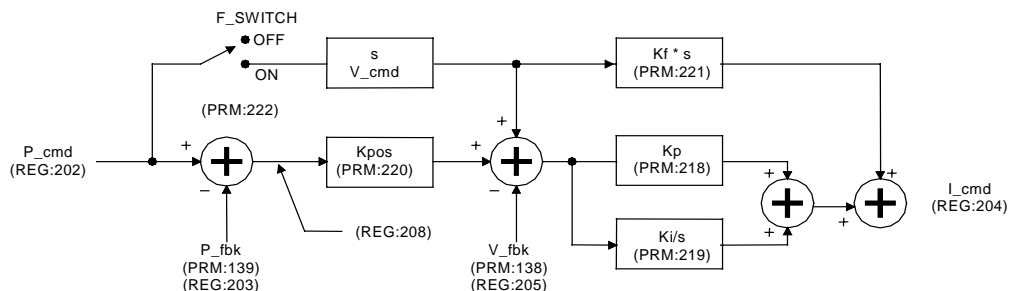 F_SWITCH
OFF
ON
(PRM:222)
s
V_cmd
Kf * s
(PRM:221)
+
P_cmd
(REG:202)
+
+
−
Kpos
(PRM:220)
+
+
−
Kp
(PRM:218)
+
+
+
+
I_cmd
(REG:204)
(REG:208)
Ki/s
(PRM:219)
P_fbk
(PRM:139)
(REG:203)
V_fbk
(PRM:138)
(REG:205)